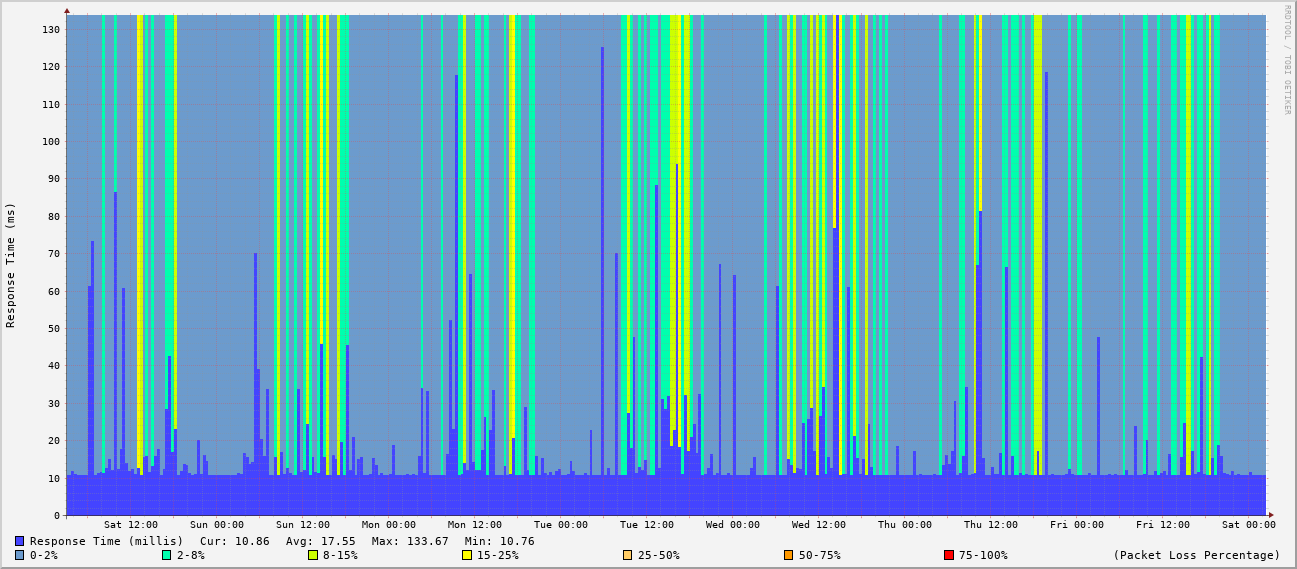 RRDTOOL / TOBI OETIKER
Response Time (ms)
130
120
110
100
90
80
70
60
50
40
30
20
10
0
Sat 12:00 Sun 00:00 Sun 12:00 Mon 00:00 Mon 12:00 Tue 00:00 Tue 12:00 Wed 00:00 Wed 12:00 Thu 00:00 Thu 12:00 Fri 00:00 Fri 12:00 Sat 00:00
Response Time (millis) Cur: 10.86 Avg: 17.55 Max: 133.67 Min: 10.76
0-2% 2-8% 8-15% 15-25% 25-50% 50-75% 75-100% (Packet Loss Percentage)